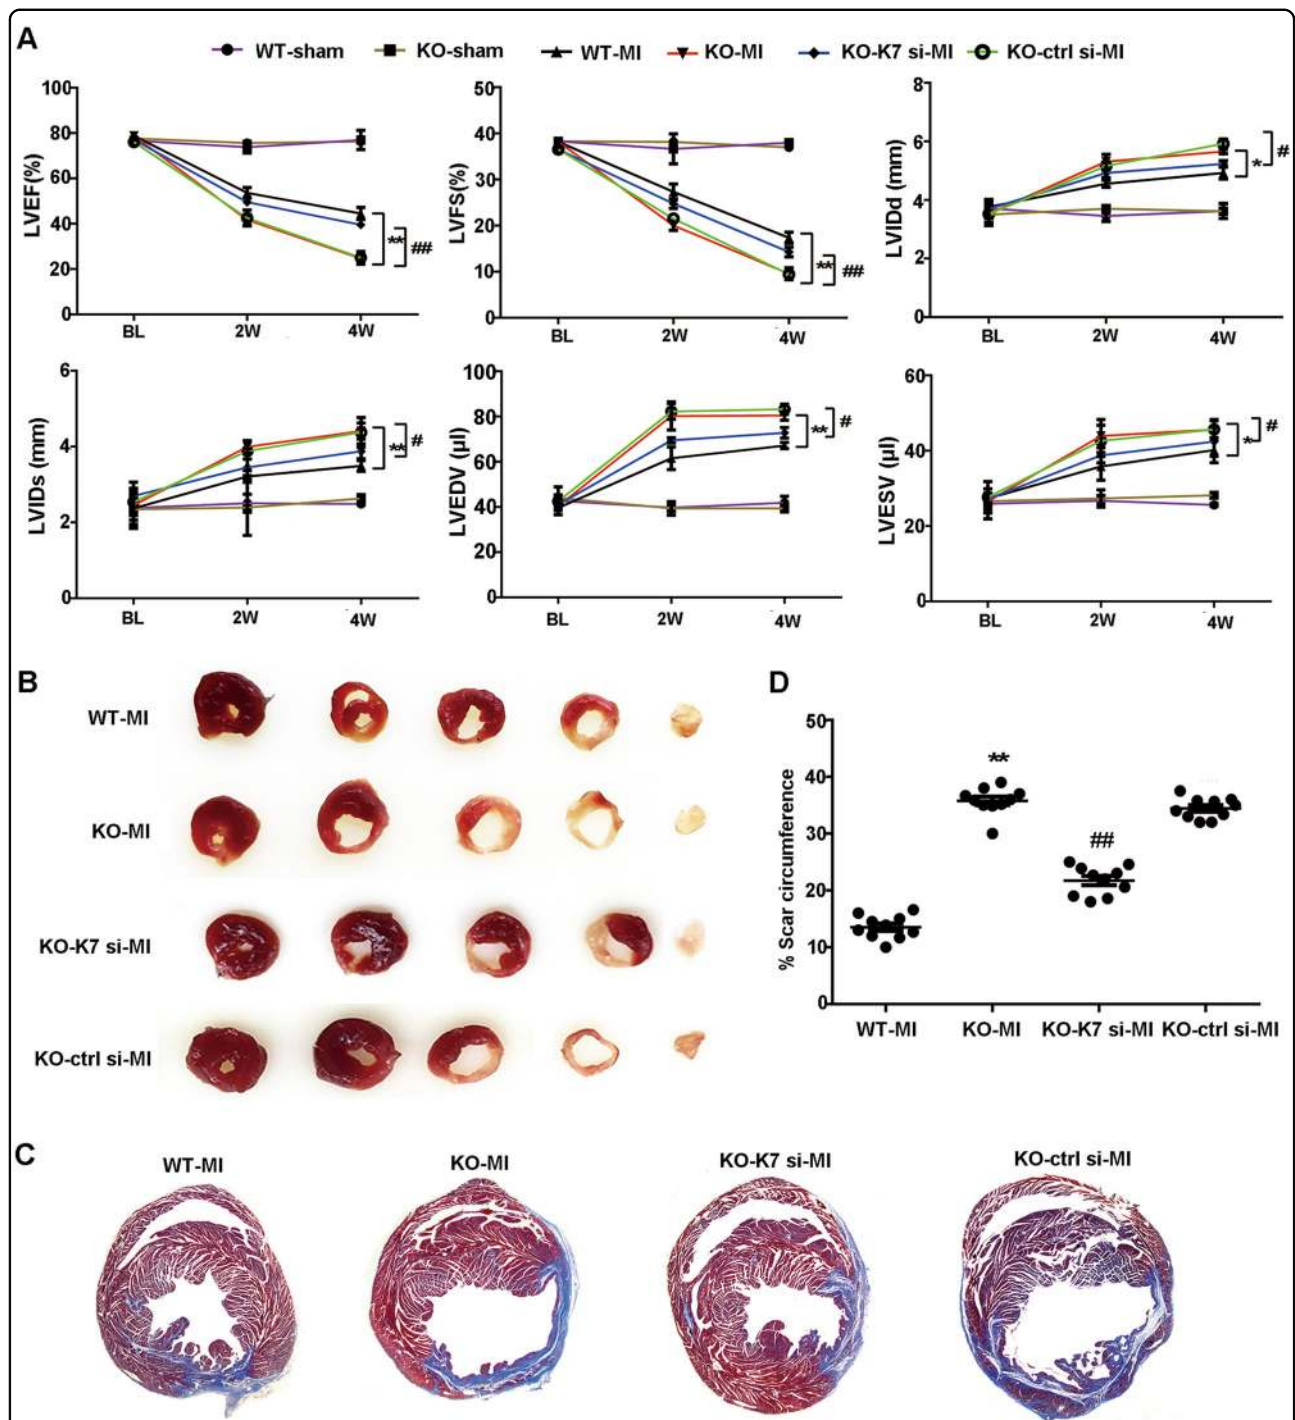 A
WT-sham KO-sham WT-MI KO-MI KO-K7 si-MI KO-ctrl si-MI
LVEF(%)
100
80
60
40
20
0
BL 2W 4W
** ##
LVFS(%)
50
40
30
20
10
0
BL 2W 4W
** ##
LVIDd (mm)
8
6
4
2
0
BL 2W 4W
* #
LVIDs (mm)
6
4
2
0
BL 2W 4W
** #
LVEDV (µl)
100
80
60
40
20
0
BL 2W 4W
** #
LVESV (µl)
60
40
20
0
BL 2W 4W
* #
B
WT-MI
KO-MI
KO-K7 si-MI
KO-ctrl si-MI
D
% Scar circumference
50
40
30
20
10
0
**
##
WT-MI KO-MI KO-K7 si-MI KO-ctrl si-MI
C
WT-MI KO-MI KO-K7 si-MI KO-ctrl si-MI